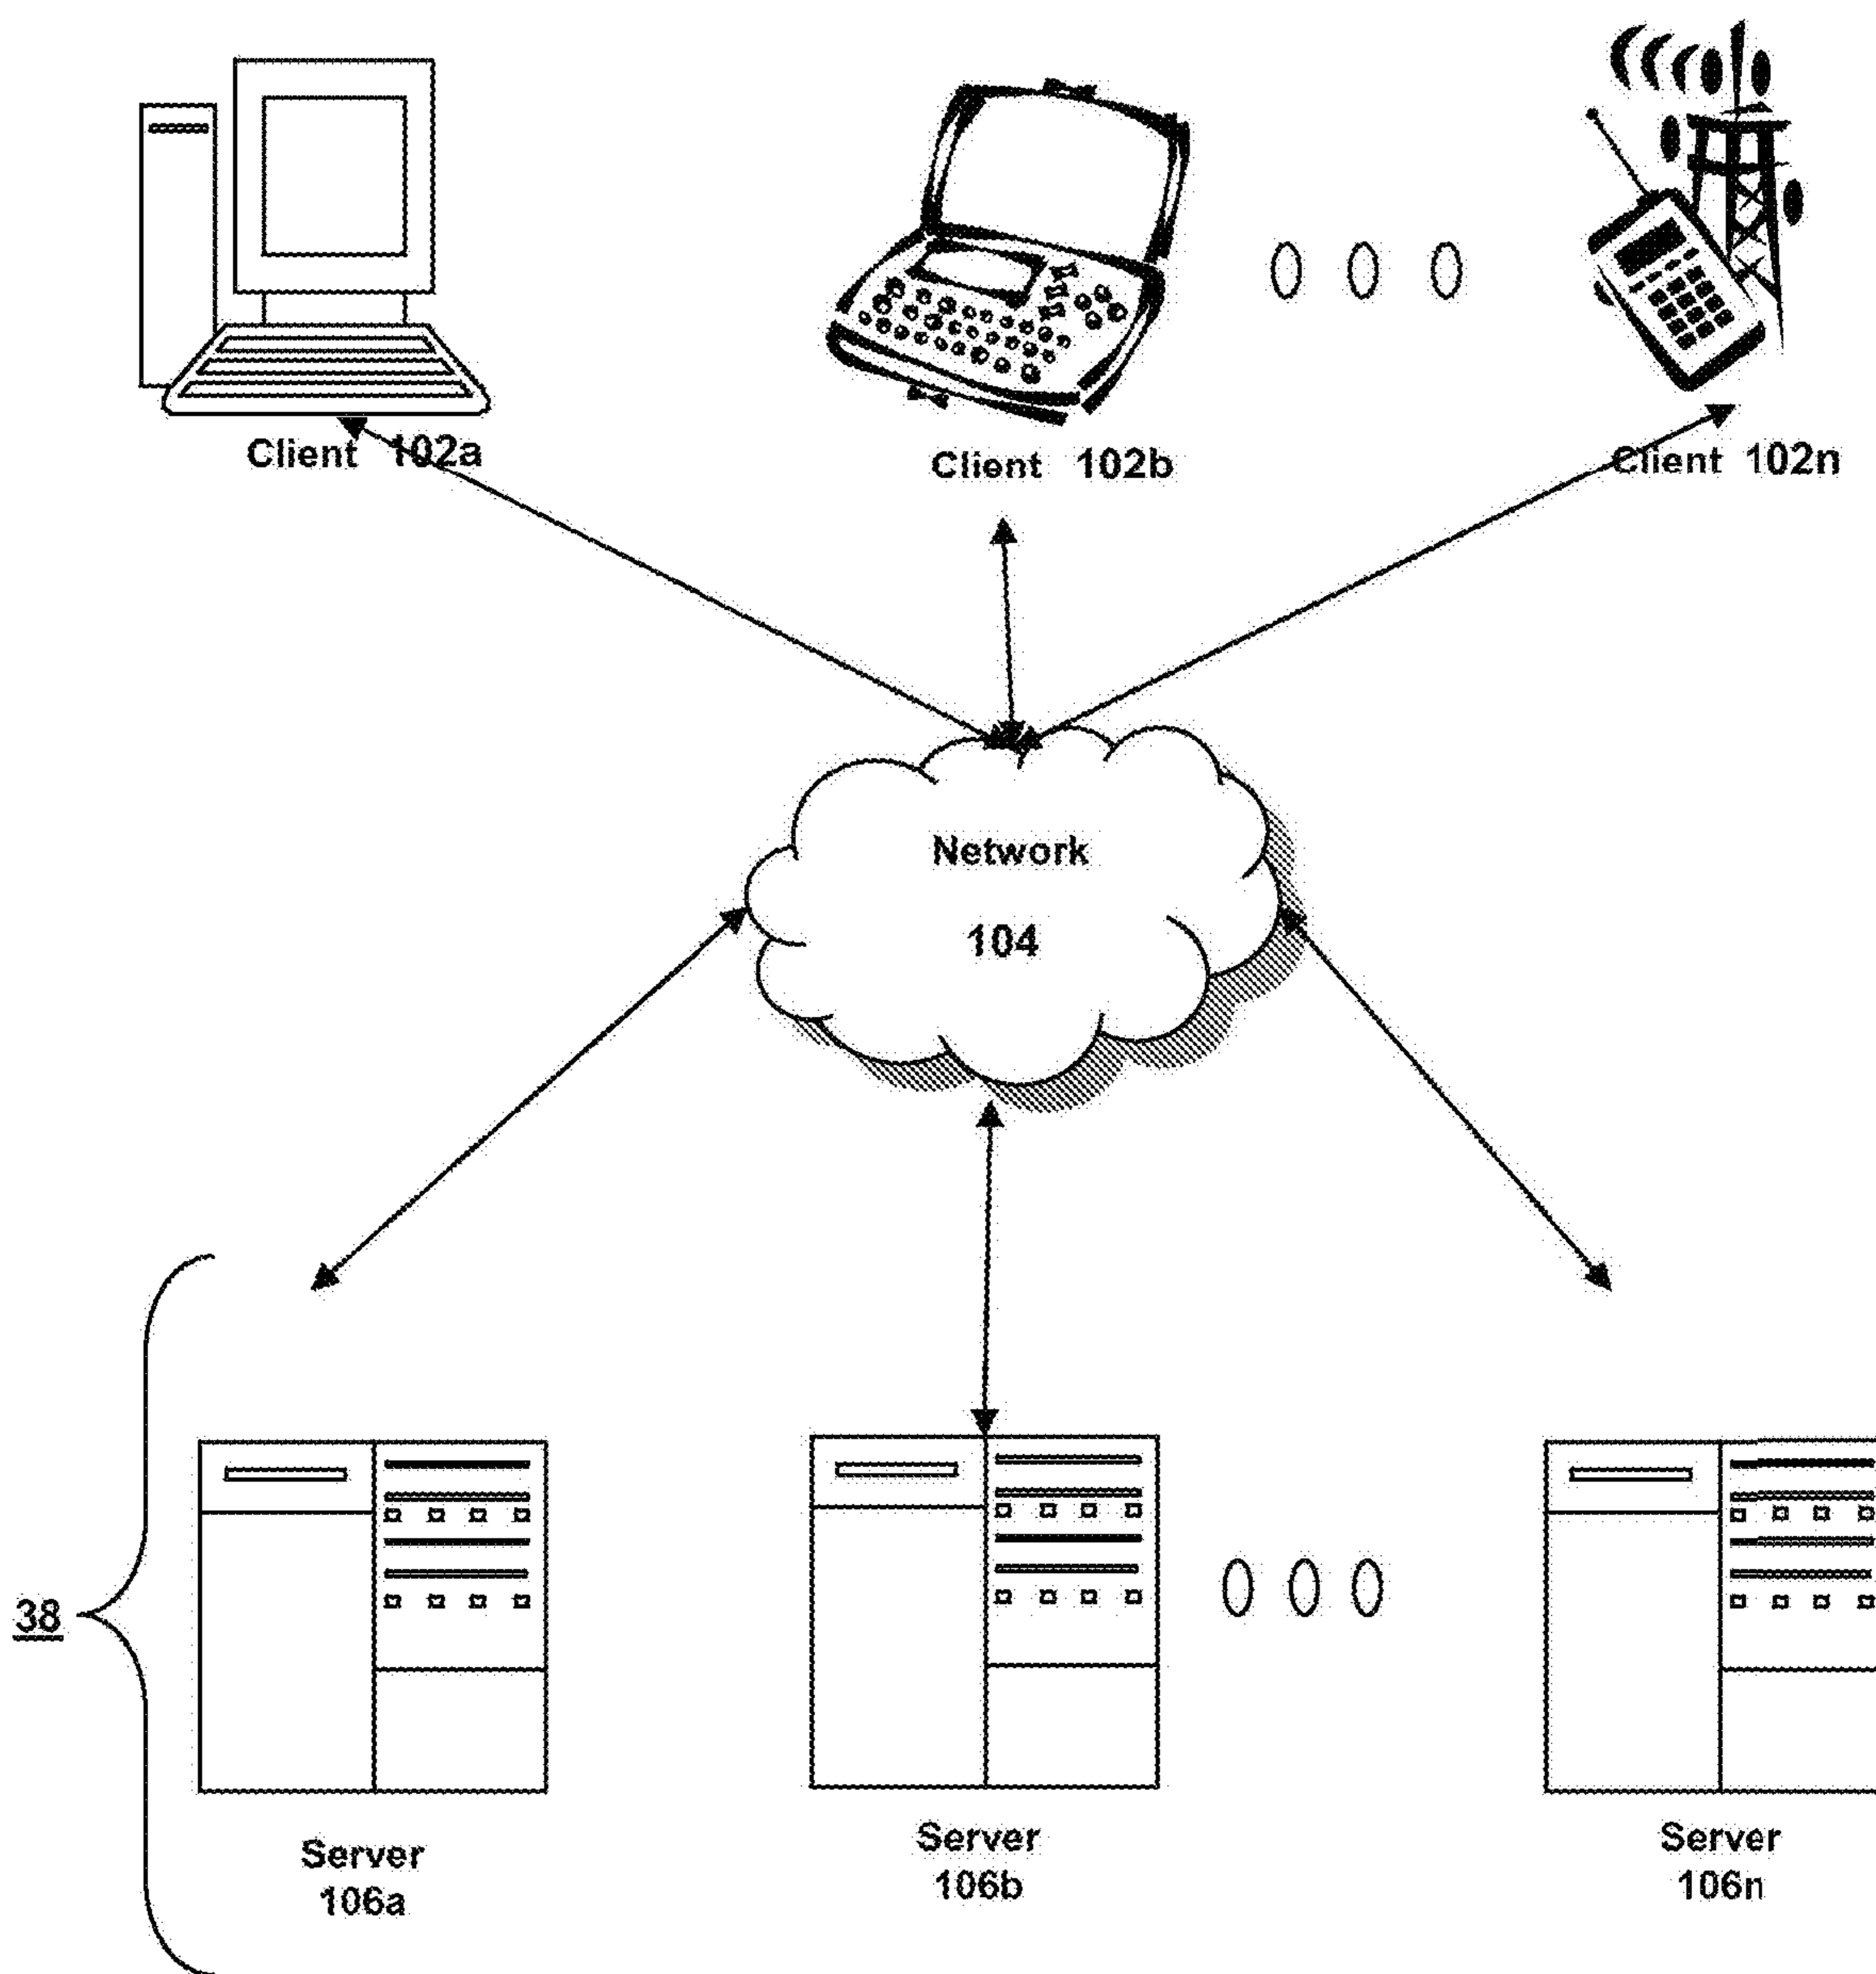 Client 102a
Client 102b
Client 102n
Network
104
38
Server
106a
Server
106b
Server
106n